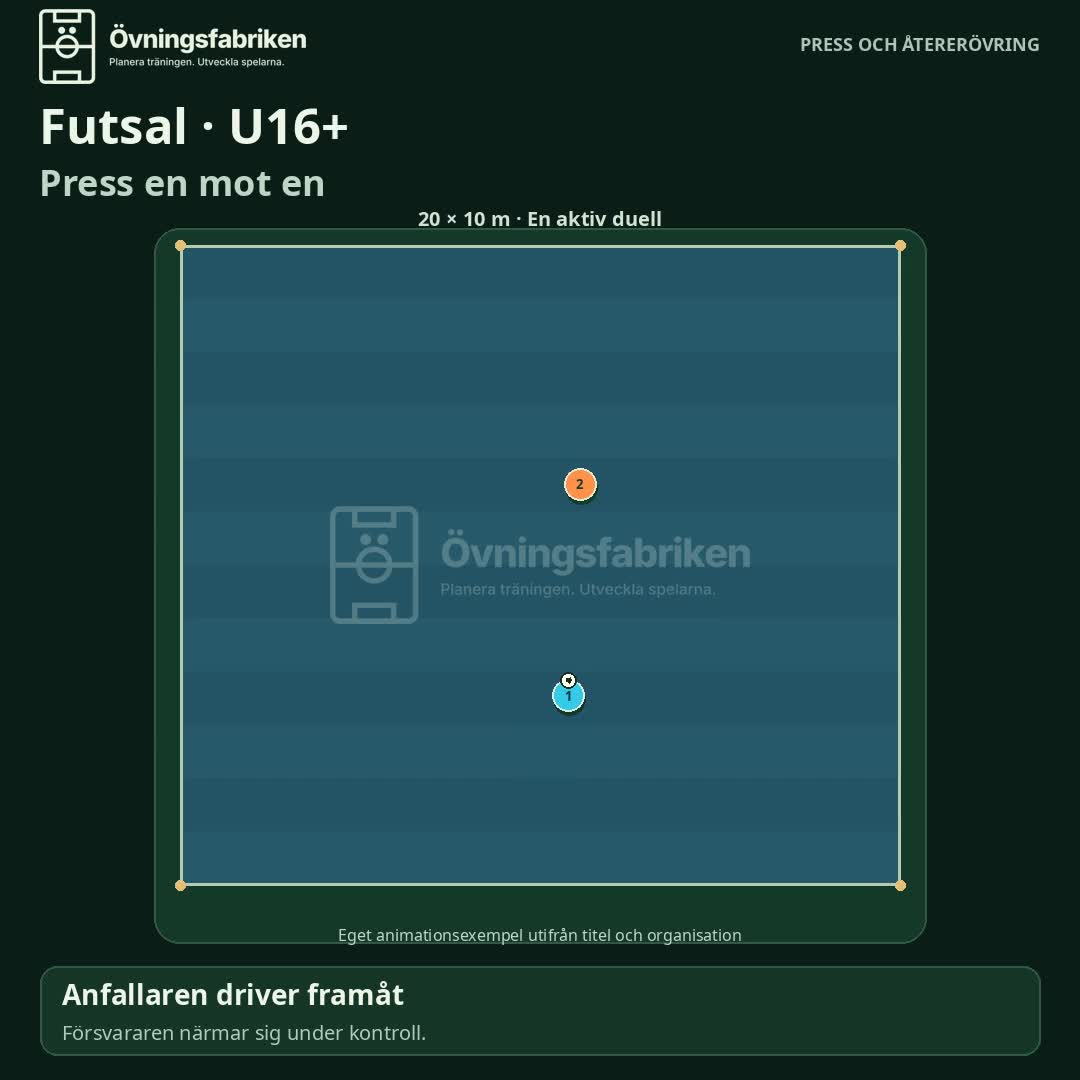 Övningsfabriken
Planera träningen. Utveckla spelarna.
PRESS OCH ÅTERERÖVRING
Futsal · U16+
Press en mot en
20 × 10 m · En aktiv duell
2
Övningsfabriken
Planera träningen. Utveckla spelarna.
1
Eget animationsexempel utifrån titel och organisation
Anfallaren driver framåt
Försvararen närmar sig under kontroll.